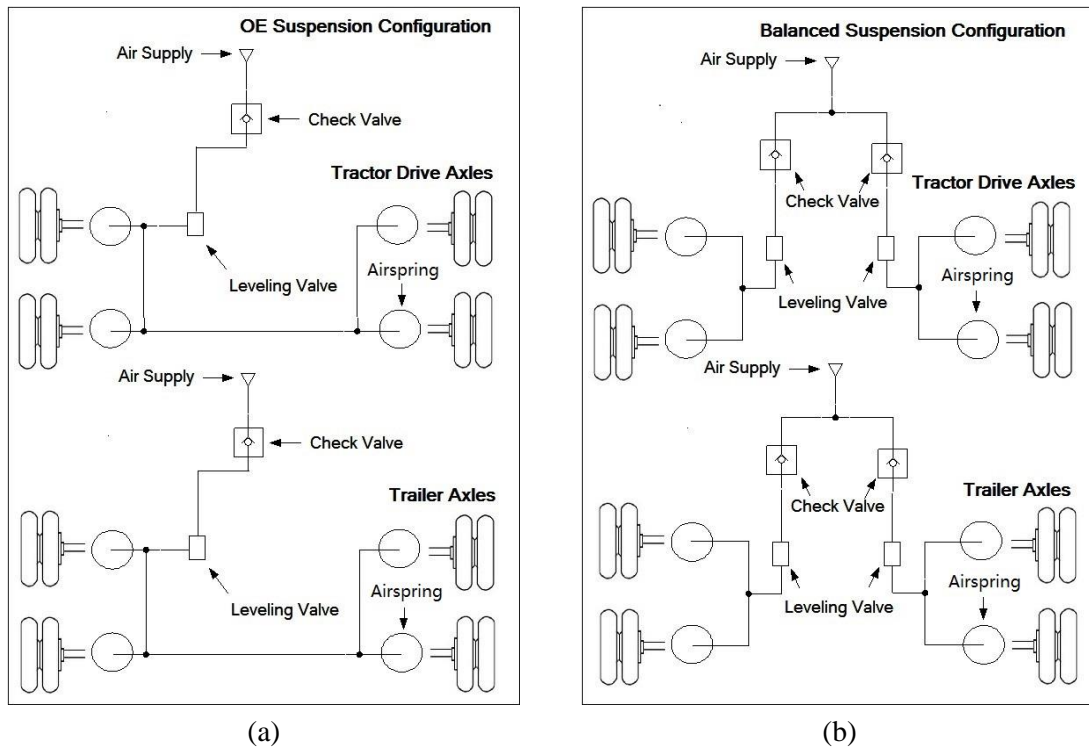 OE Suspension Configuration
Air Supply
Check Valve
Tractor Drive Axles
Leveling Valve
Airspring
Air Supply
Check Valve
Trailer Axles
Leveling Valve
Airspring
(a)
Balanced Suspension Configuration
Air Supply
Check Valve
Tractor Drive Axles
Leveling Valve
Airspring
Air Supply
Check Valve
Trailer Axles
Leveling Valve
Airspring
(b)